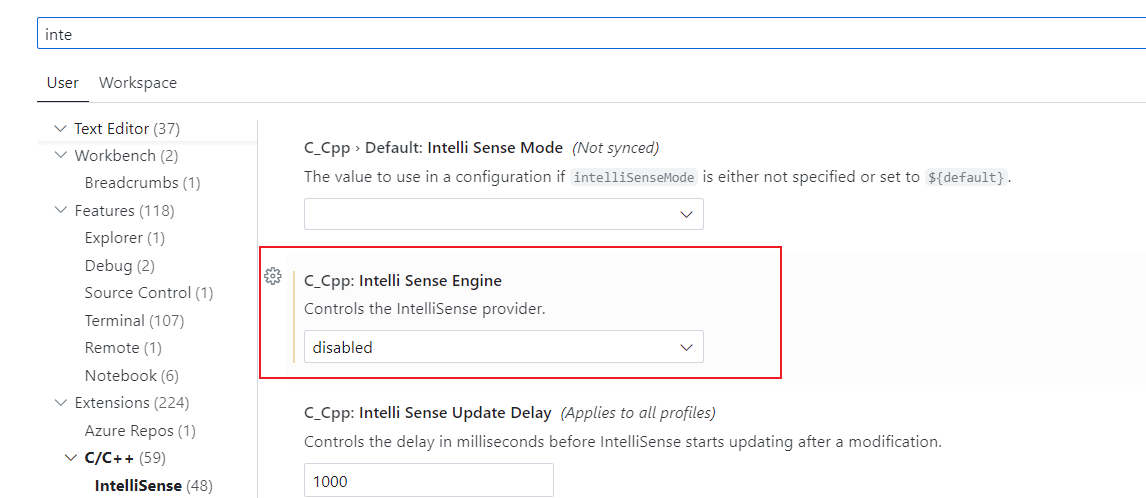 inte
User Workspace
Text Editor (37)
Workbench (2)
Breadcrumbs (1)
Features (118)
Explorer (1)
Debug (2)
Source Control (1)
Terminal (107)
Remote (1)
Notebook (6)
Extensions (224)
Azure Repos (1)
C/C++ (59)
IntelliSense (48)
C_Cpp › Default: Intelli Sense Mode (Not synced)
The value to use in a configuration if intelliSenseMode is either not specified or set to ${default}.
C_Cpp: Intelli Sense Engine
Controls the IntelliSense provider.
disabled
C_Cpp: Intelli Sense Update Delay (Applies to all profiles)
Controls the delay in milliseconds before IntelliSense starts updating after a modification.
1000